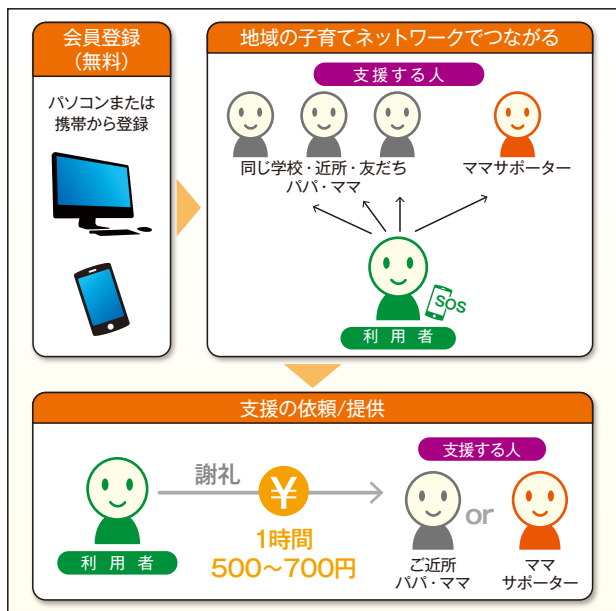 会員登録
(無料)
パソコンまたは
携帯から登録
地域の子育てネットワークでつながる
支援する人
同じ学校・近所・友だち
パパ・ママ
ママサポーター
SOS
利用者
支援の依頼/提供
利用者
謝礼
¥
1時間
500〜700円
支援する人
or
ご近所
パパ・ママ
ママ
サポーター